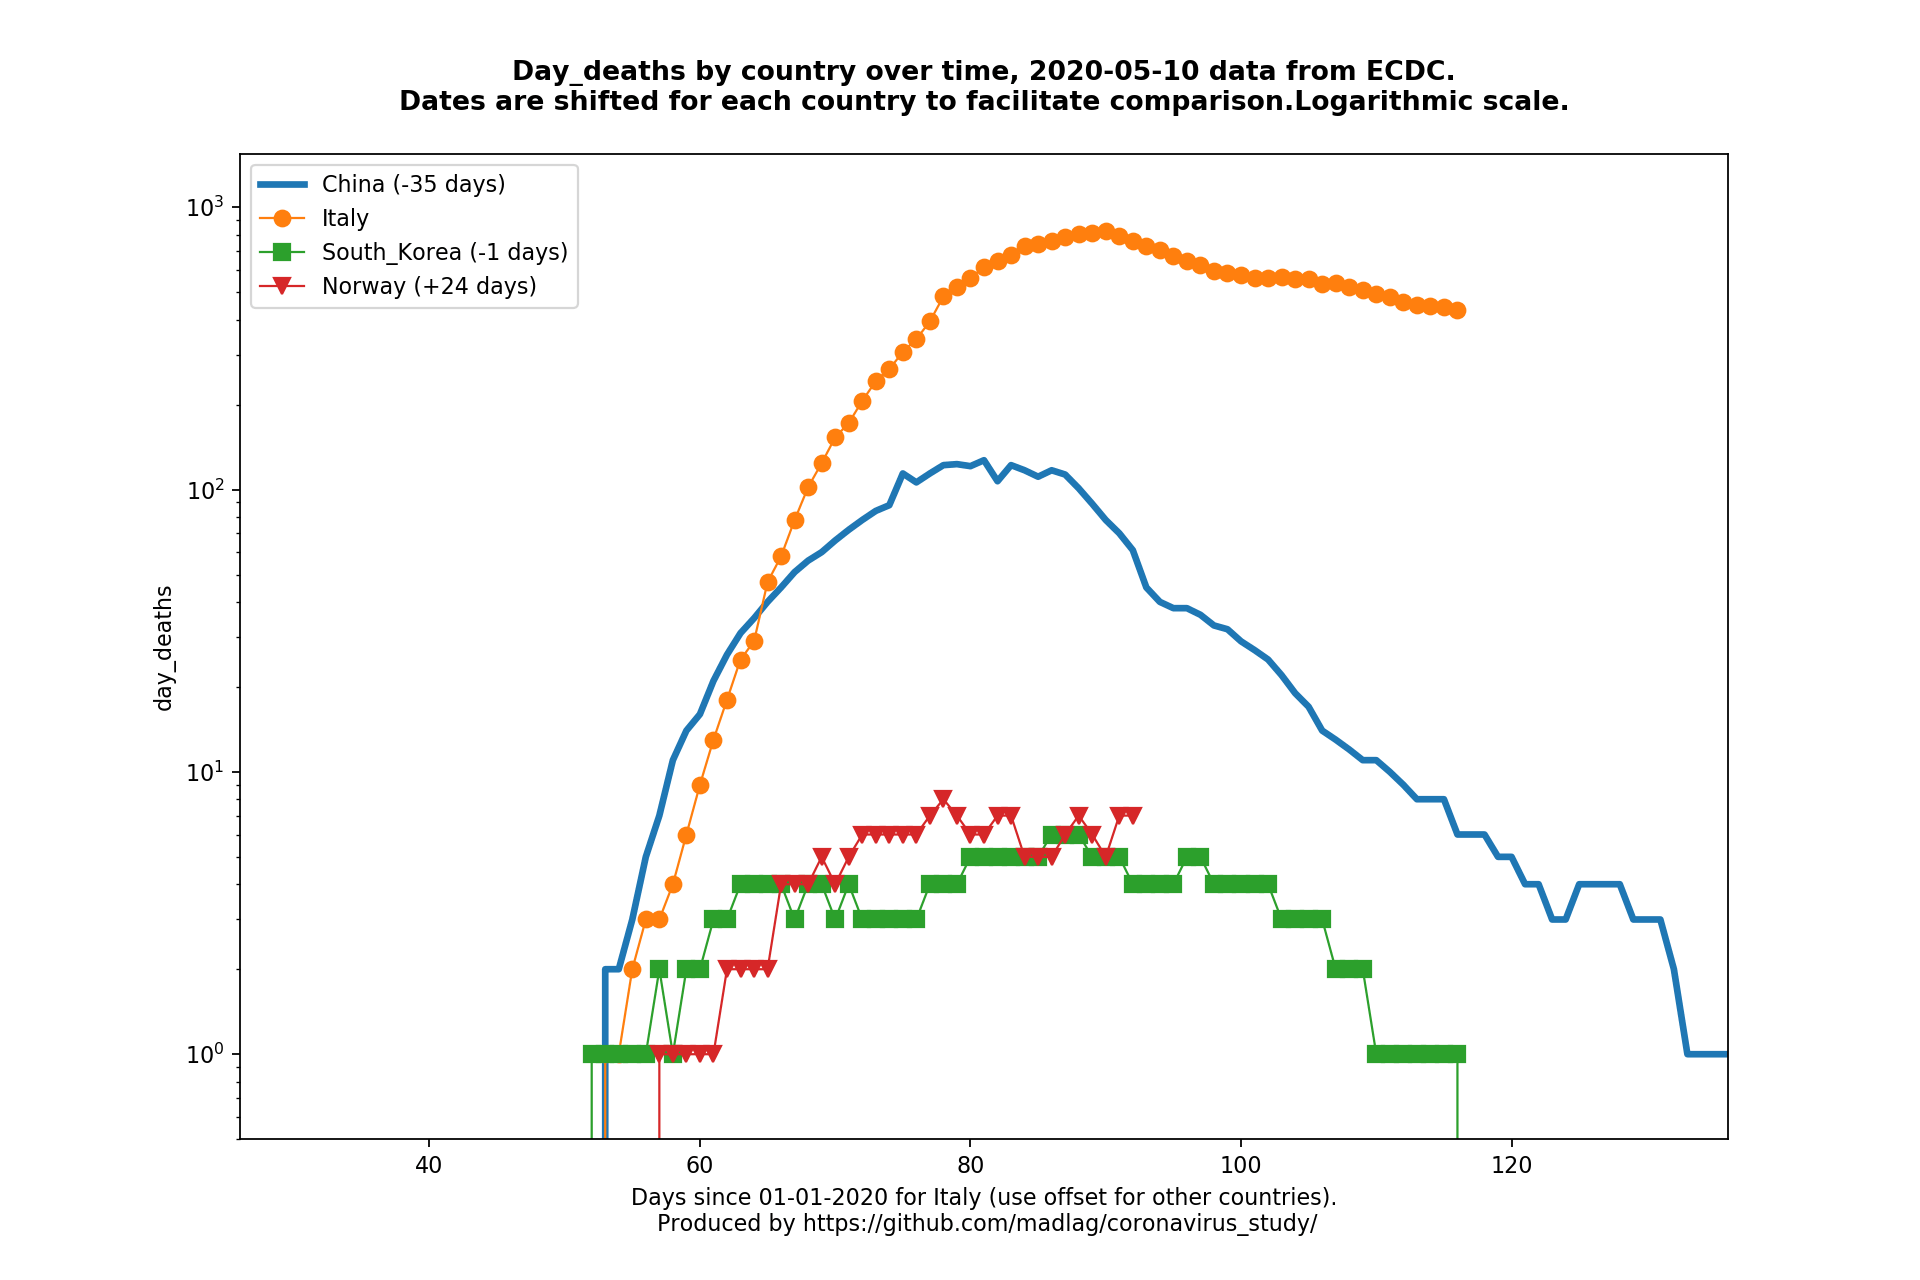 Day_deaths by country over time, 2020-05-10 data from ECDC.
Dates are shifted for each country to facilitate comparison.Logarithmic scale.
China (-35 days)
Italy
South_Korea (-1 days)
Norway (+24 days)
10³
10²
10¹
10⁰
day_deaths
40 60 80 100 120
Days since 01-01-2020 for Italy (use offset for other countries).
Produced by https://github.com/madlag/coronavirus_study/